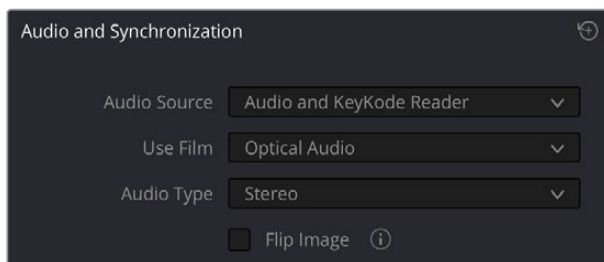 Audio and Synchronization
Audio Source Audio and KeyKode Reader
Use Film Optical Audio
Audio Type Stereo
Flip Image